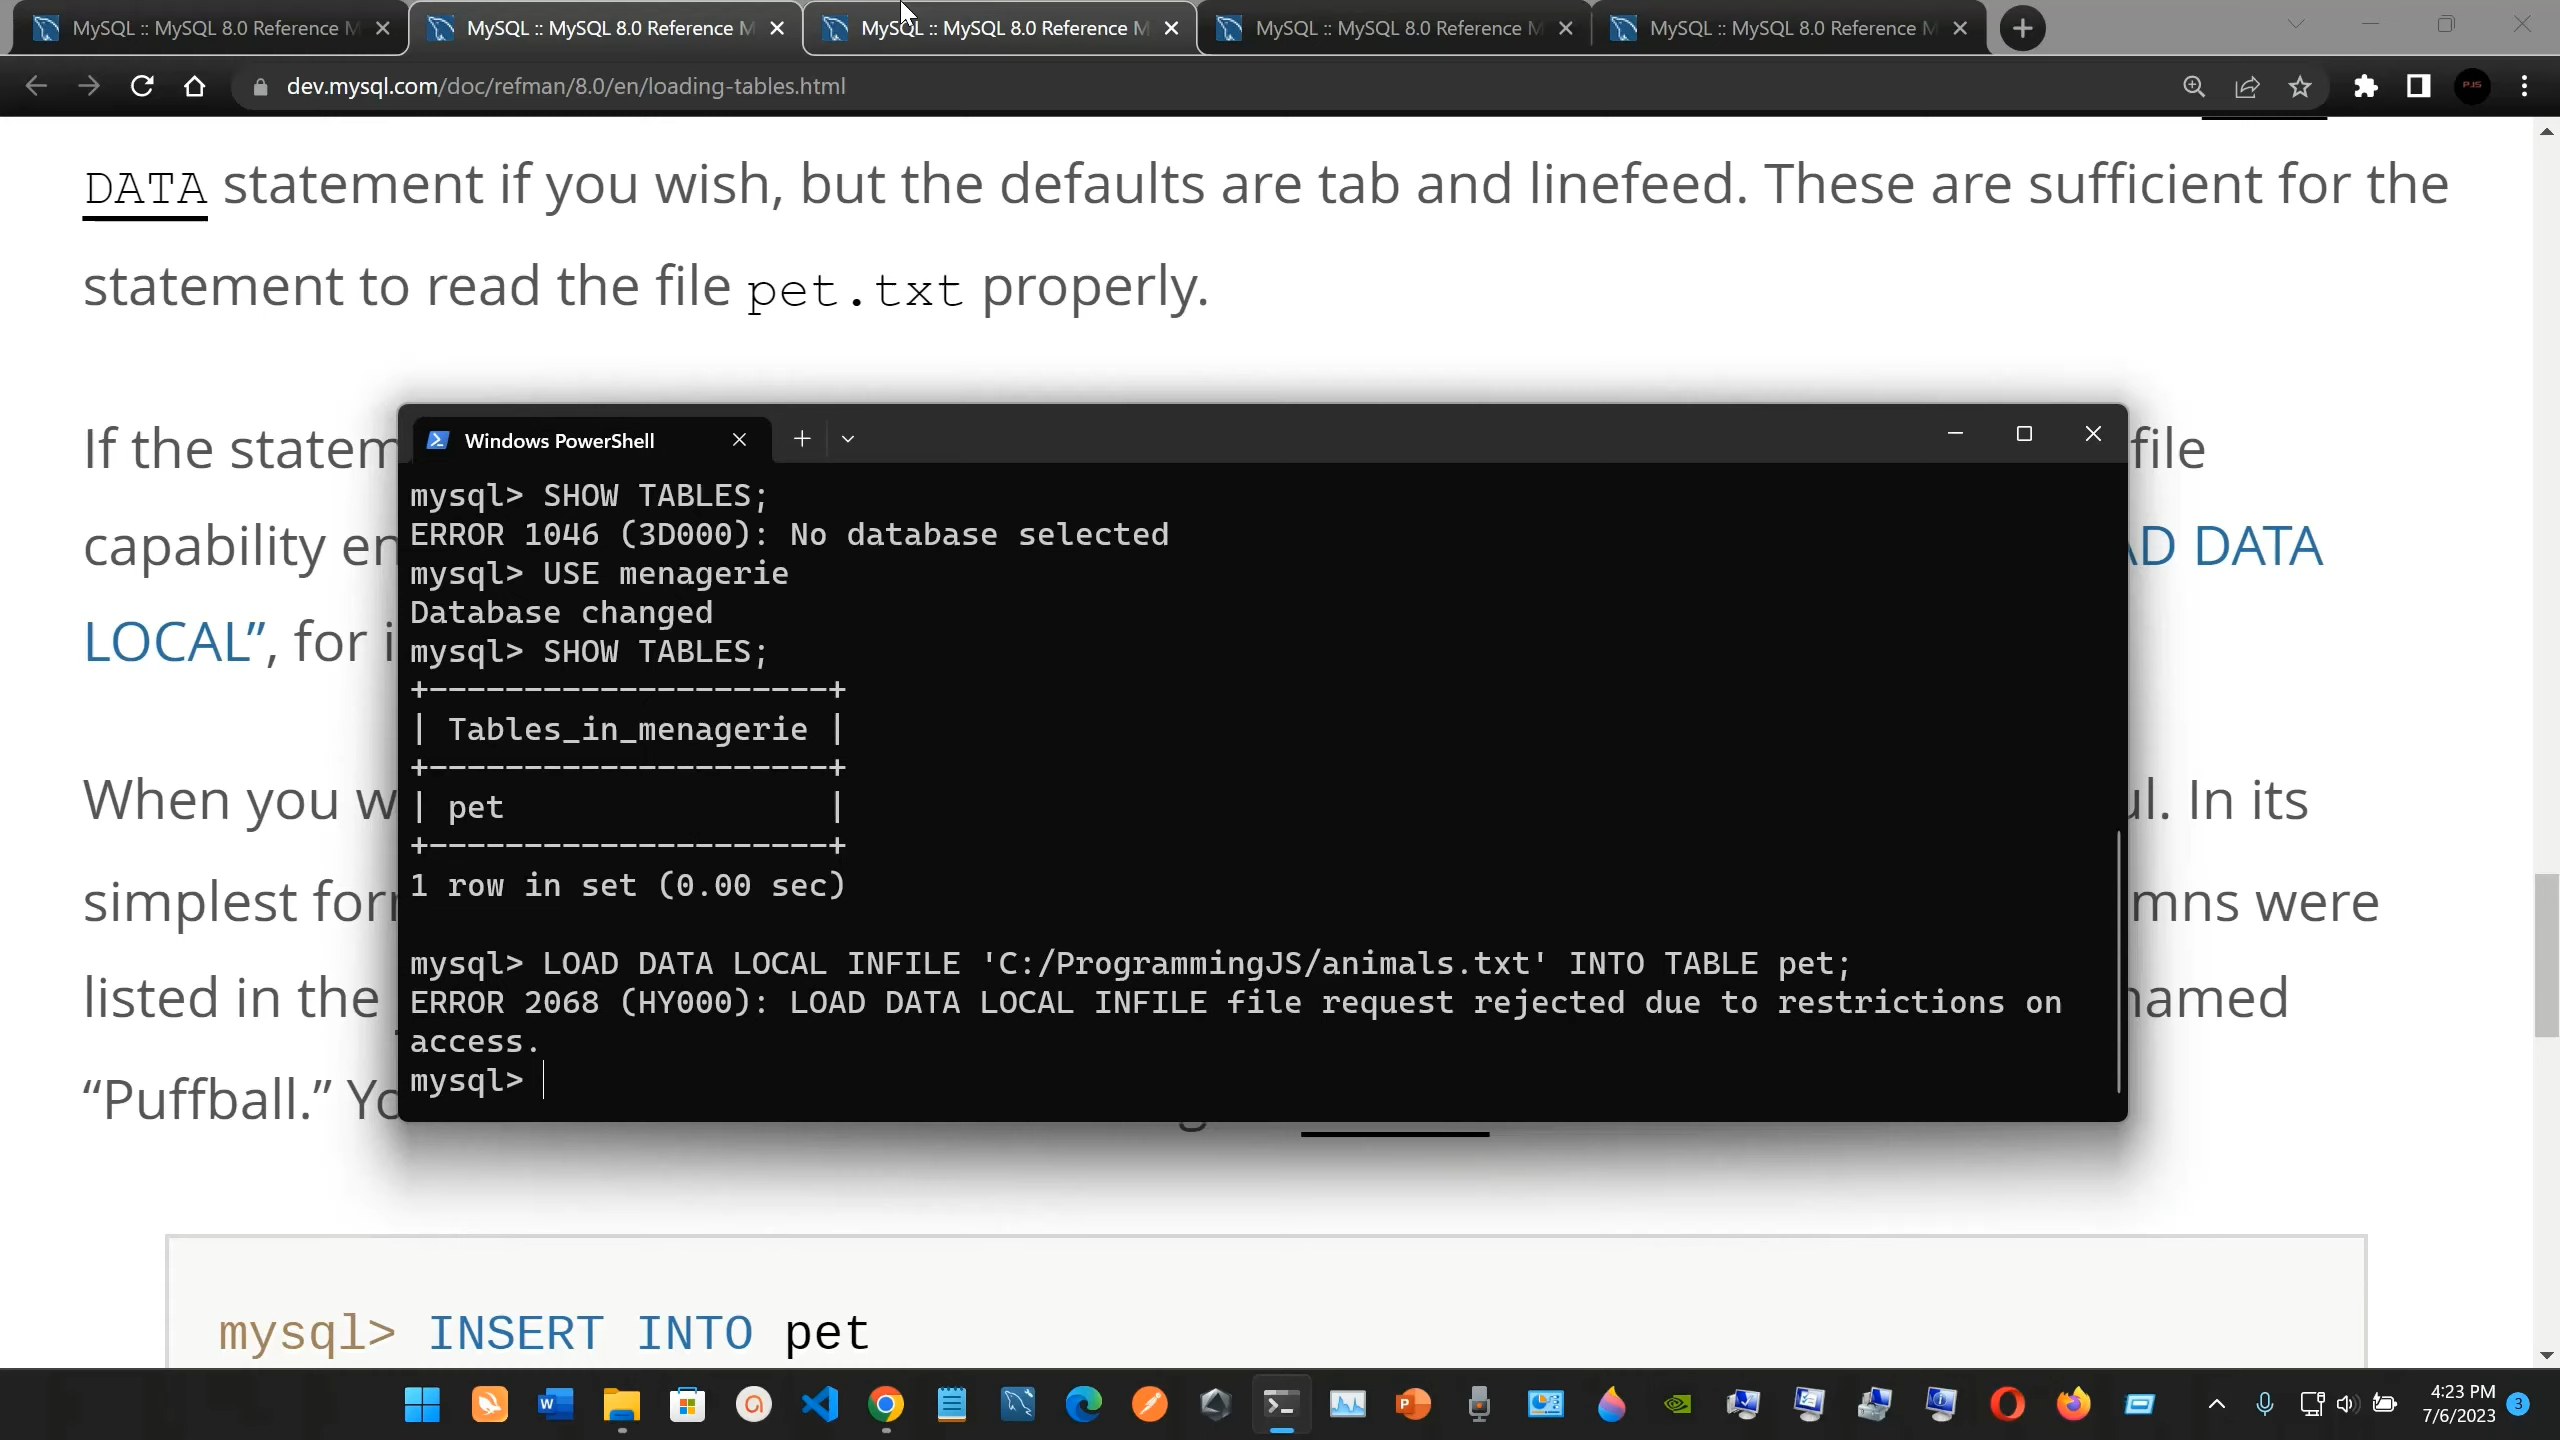 MySQL :: MySQL 8.0 Reference M
MySQL :: MySQL 8.0 Reference M
MySQL :: MySQL 8.0 Reference M
MySQL :: MySQL 8.0 Reference M
MySQL :: MySQL 8.0 Reference M
dev.mysql.com/doc/refman/8.0/en/loading-tables.html
PJS
DATA statement if you wish, but the defaults are tab and linefeed. These are sufficient for the
statement to read the file pet.txt properly.
If the statem
file
capability en
AD DATA
LOCAL”, for i
When you w
ul. In its
simplest for
mns were
listed in the
named
“Puffball.” Yo
Windows PowerShell
mysql> SHOW TABLES;
ERROR 1046 (3D000): No database selected
mysql> USE menagerie
Database changed
mysql> SHOW TABLES;
+---------------------+
| Tables_in_menagerie |
+---------------------+
| pet                 |
+---------------------+
1 row in set (0.00 sec)
mysql> LOAD DATA LOCAL INFILE 'C:/ProgrammingJS/animals.txt' INTO TABLE pet;
ERROR 2068 (HY000): LOAD DATA LOCAL INFILE file request rejected due to restrictions on
access.
mysql>
mysql> INSERT INTO pet
4:23 PM
7/6/2023
3